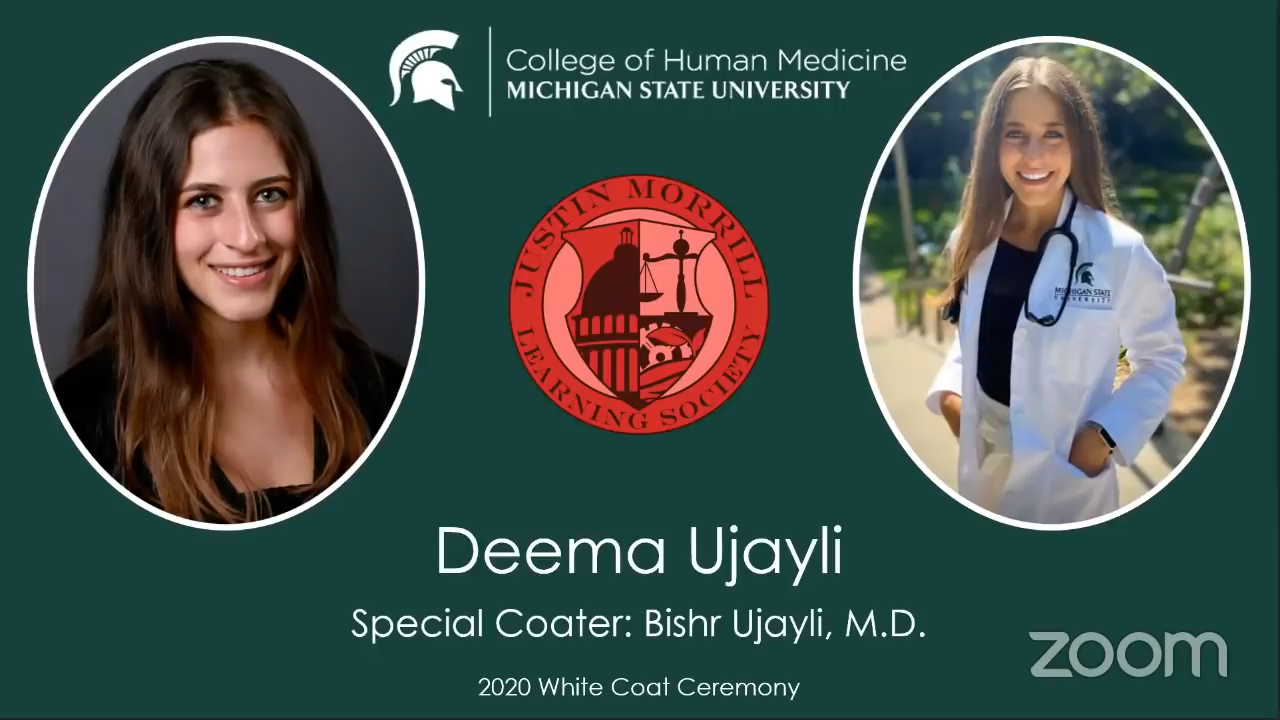 College of Human Medicine
MICHIGAN STATE UNIVERSITY
JUSTIN MORRILL
LEARNING SOCIETY
MICHIGAN STATE
UNIVERSITY
Deema Ujayli
Special Coater: Bishr Ujayli, M.D.
zoom
2020 White Coat Ceremony